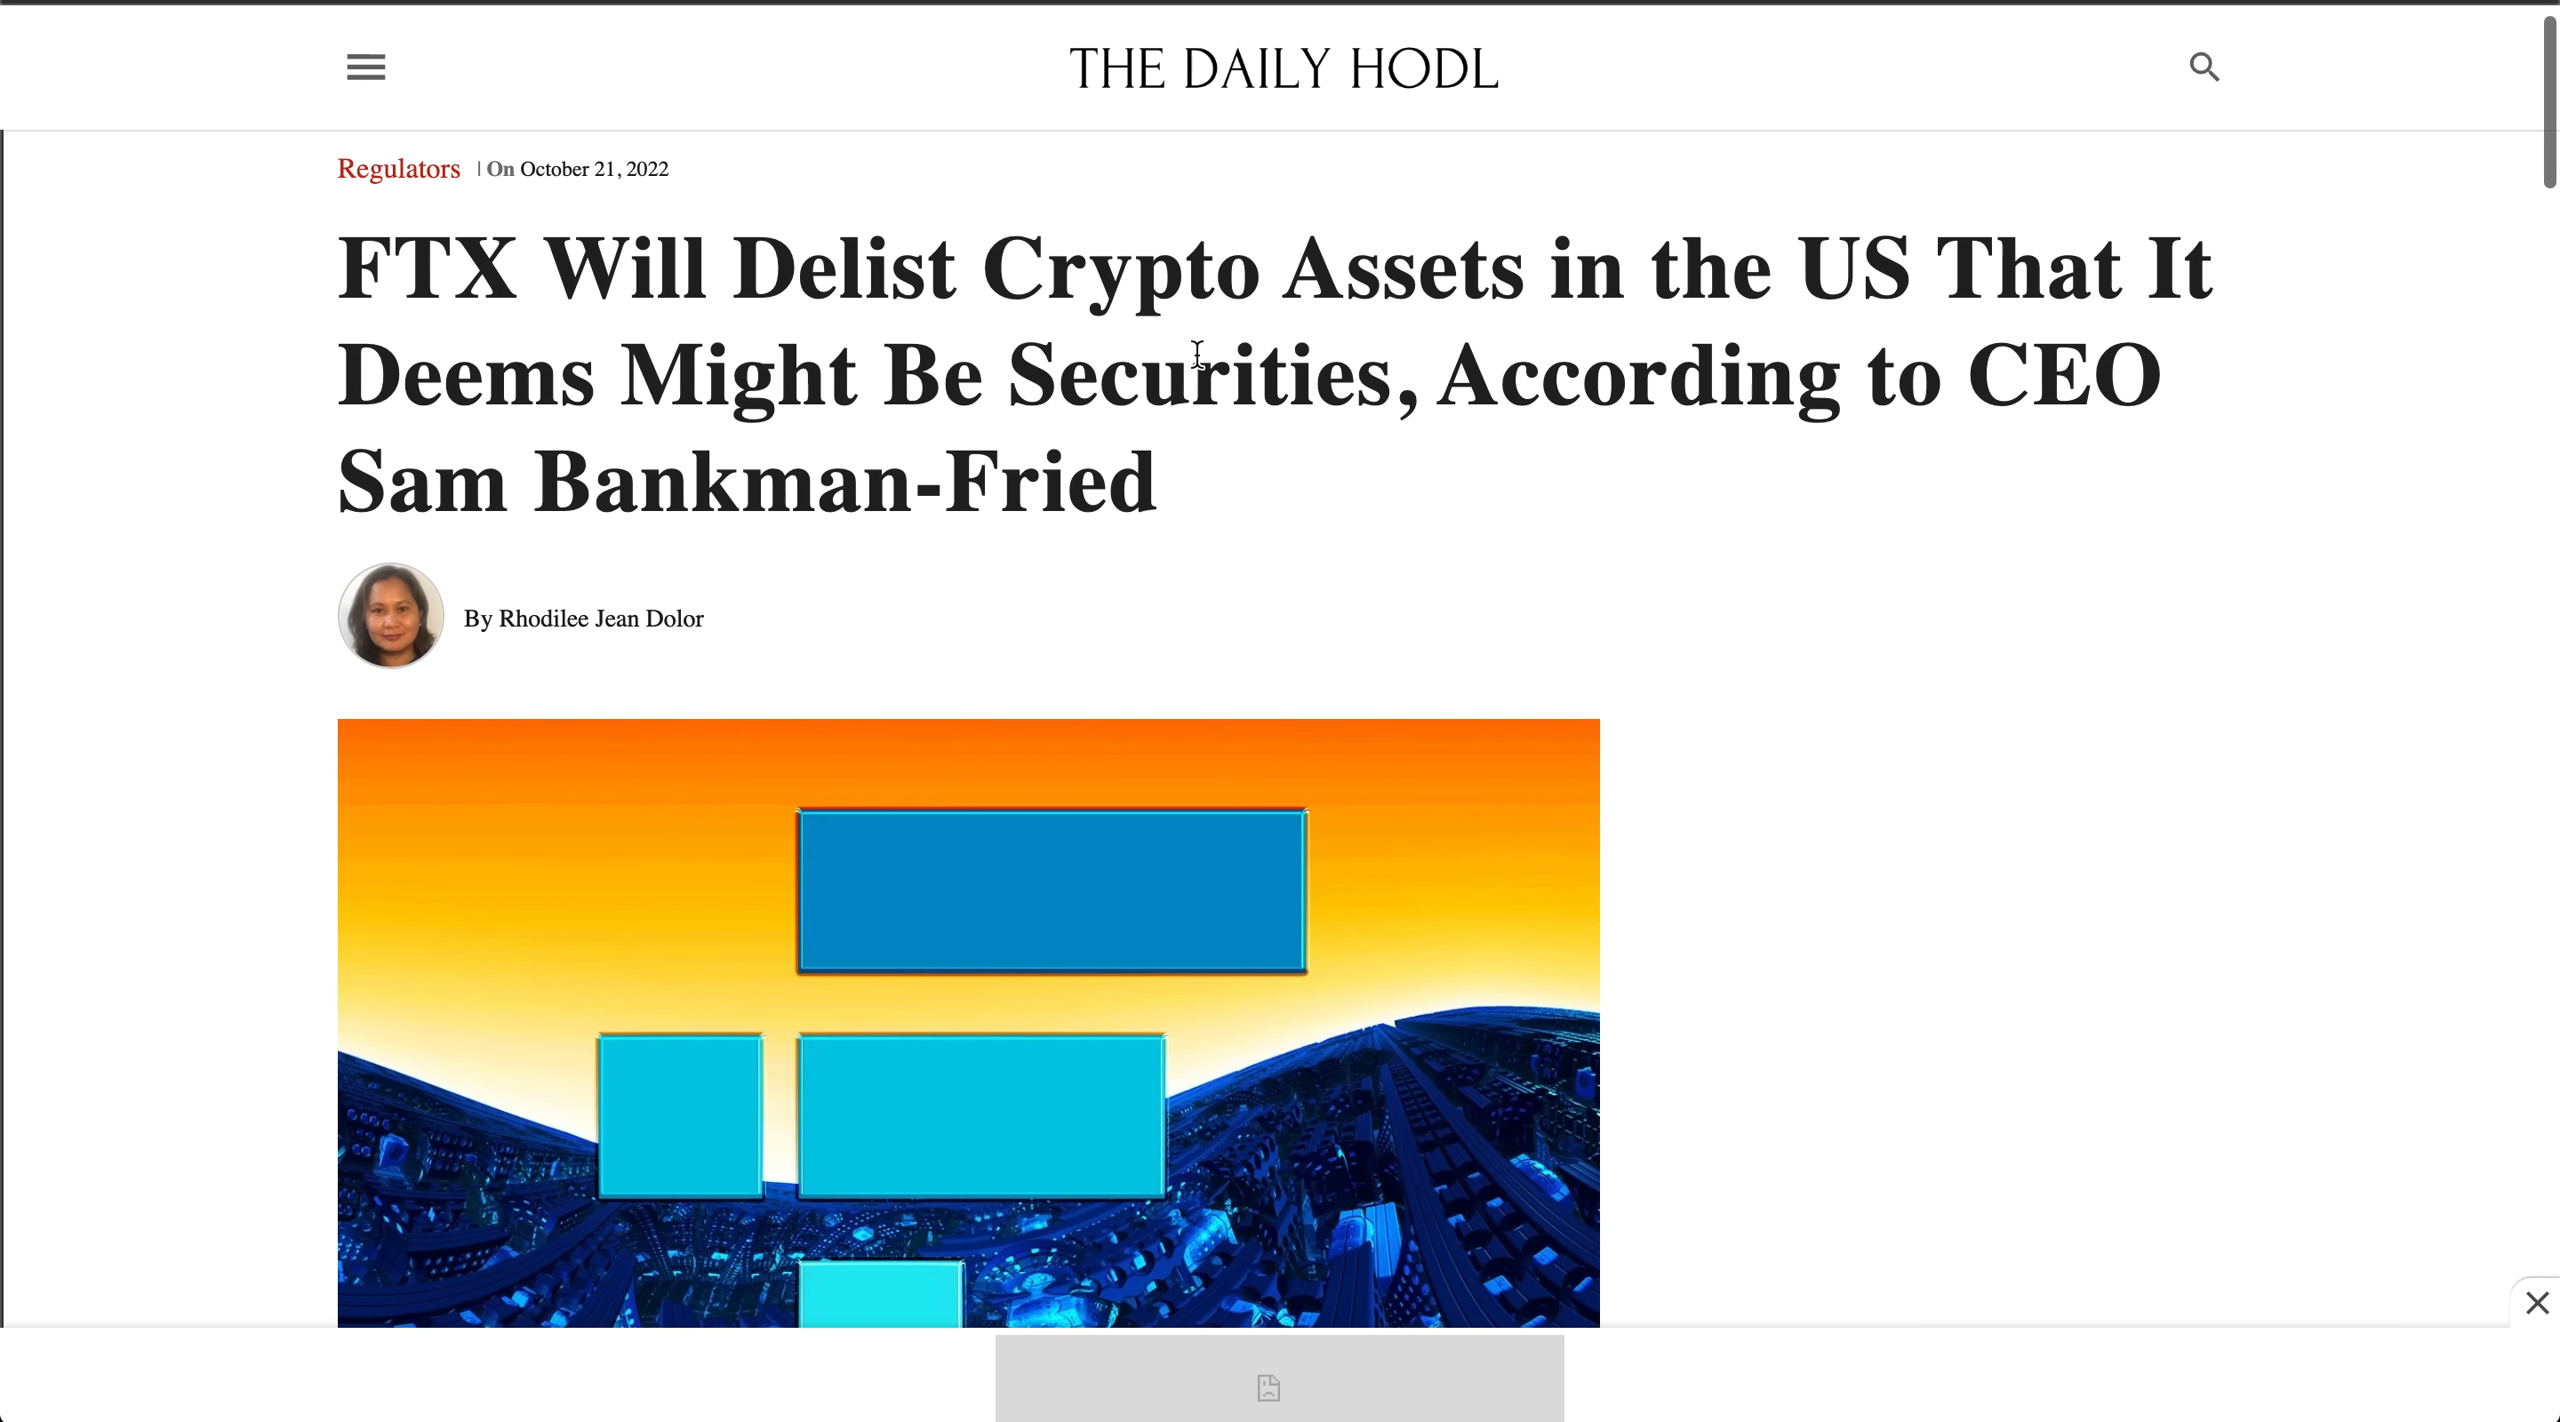 THE DAILY HODL
Regulators | On October 21, 2022
FTX Will Delist Crypto Assets in the US That It
Deems Might Be Securities, According to CEO
Sam Bankman-Fried
By Rhodilee Jean Dolor